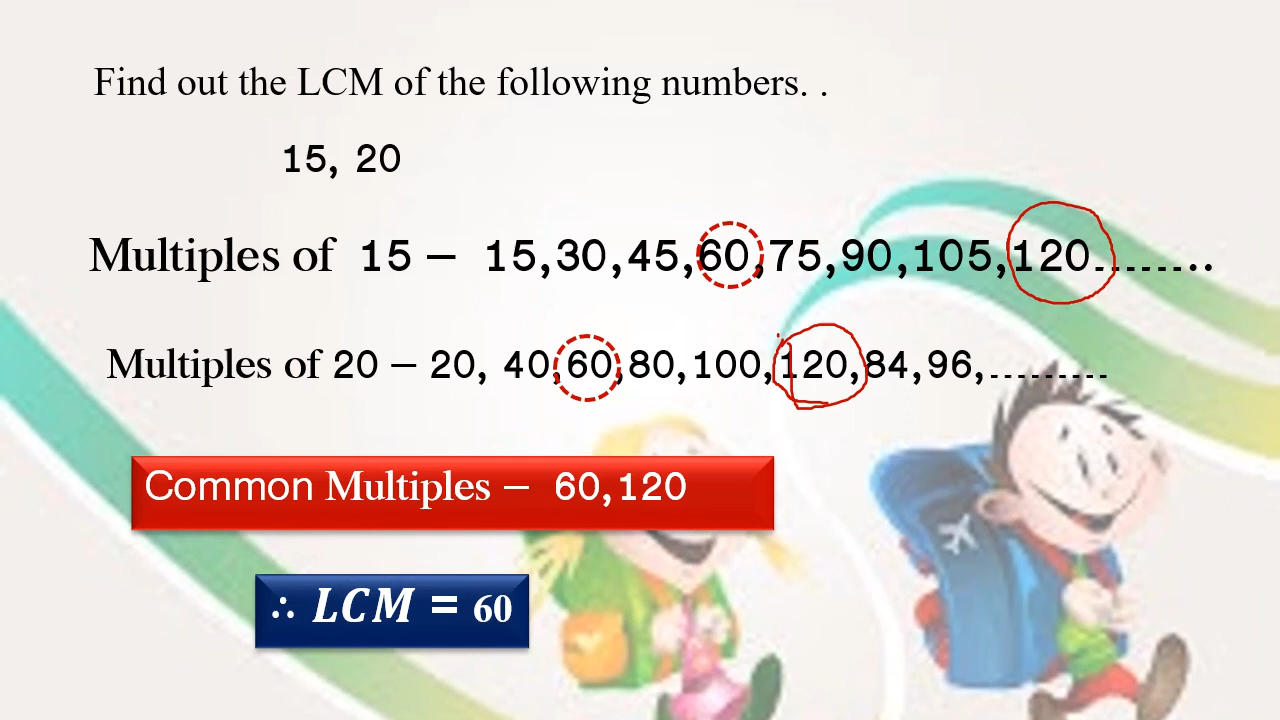 Find out the LCM of the following numbers. .
15, 20
Multiples of 15 – 15,30,45,60,75,90,105,120……..
Multiples of 20 – 20, 40,60,80,100,120,84,96,………
Common Multiples – 60,120
∴ LCM = 60